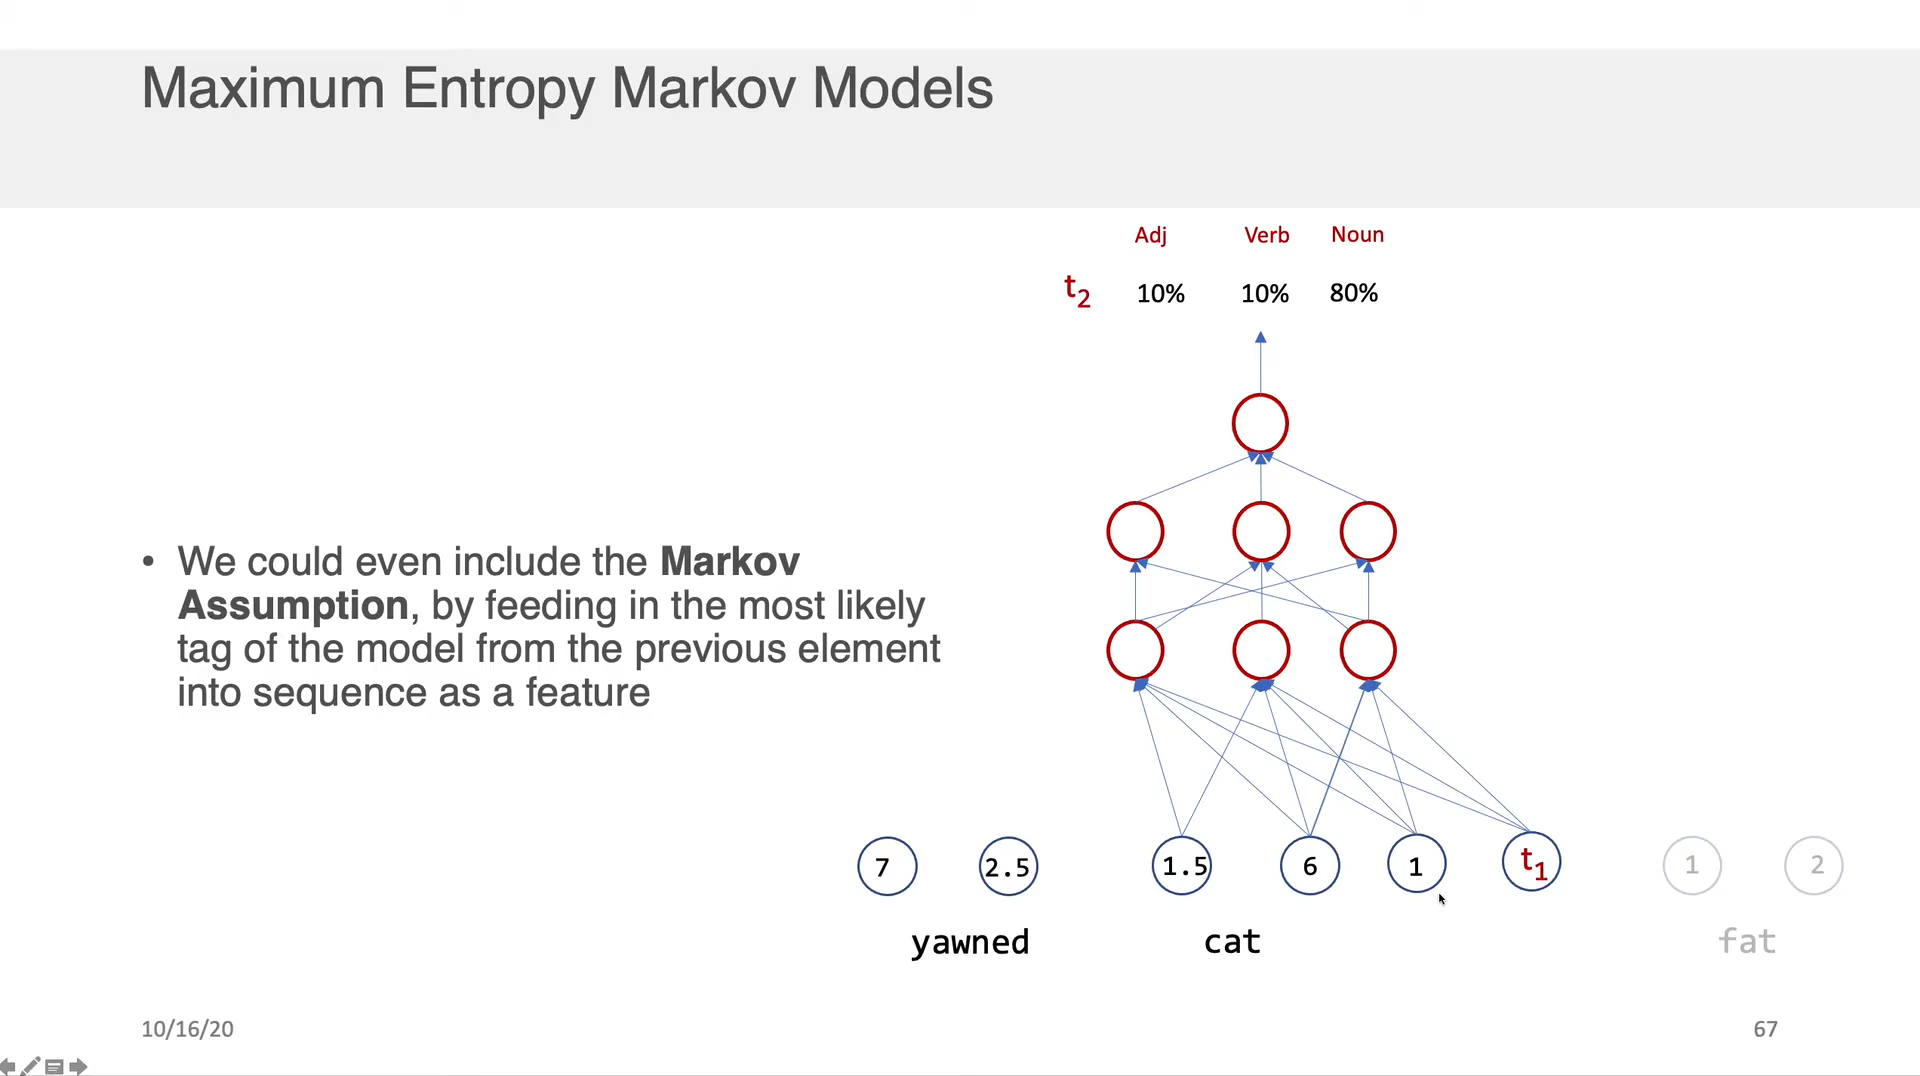 Maximum Entropy Markov Models
Adj Verb Noun
t2 10% 10% 80%
• We could even include the Markov
Assumption, by feeding in the most likely
tag of the model from the previous element
into sequence as a feature
7 2.5 1.5 6 1 t1 1 2
yawned cat fat
10/16/20 67